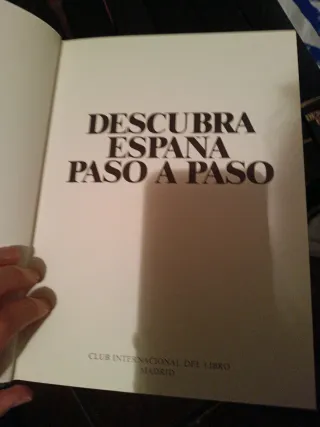 DESCUBRA
ESPAÑA
PASO A PASO
CLUB INTERNACIONAL DEL LIBRO
MADRID